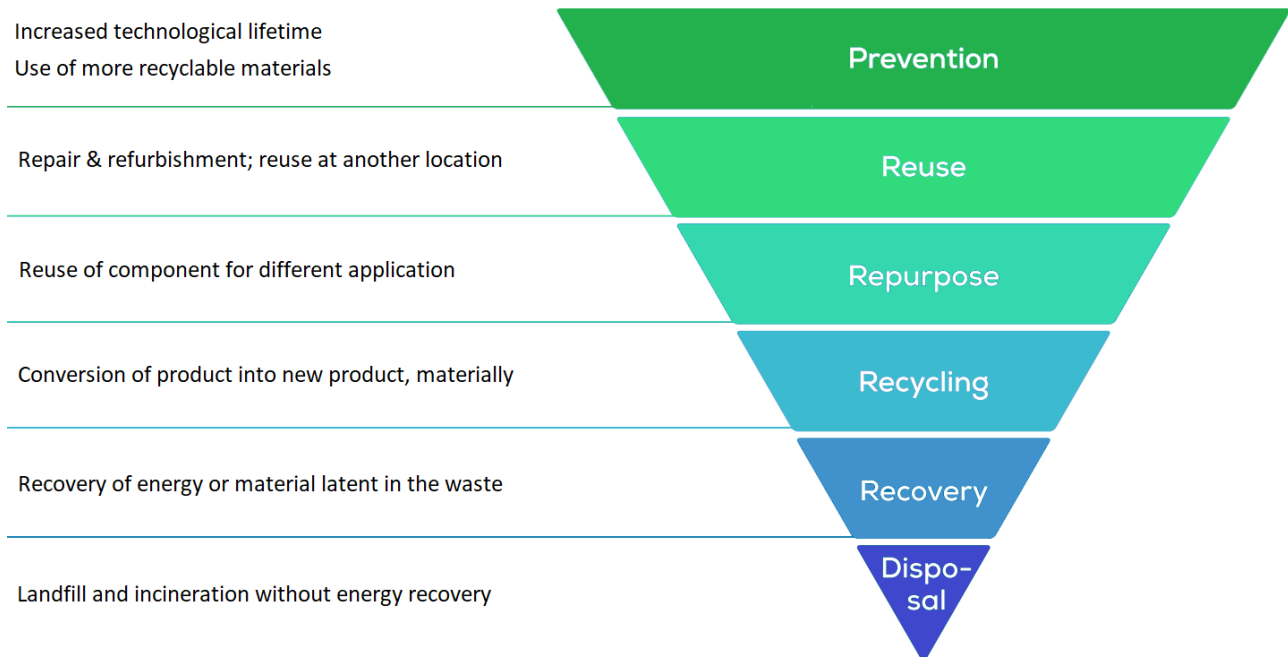 Increased technological lifetime
Use of more recyclable materials
Prevention
Repair & refurbishment; reuse at another location
Reuse
Reuse of component for different application
Repurpose
Conversion of product into new product, materially
Recycling
Recovery of energy or material latent in the waste
Recovery
Landfill and incineration without energy recovery
Dispo-
sal